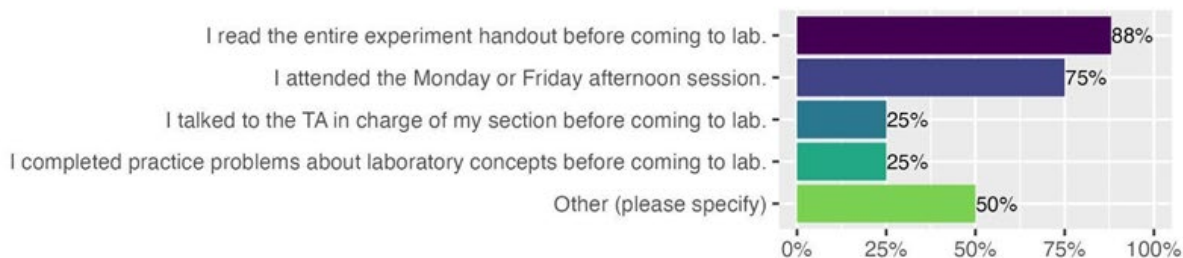 I read the entire experiment handout before coming to lab. 88%
I attended the Monday or Friday afternoon session. 75%
I talked to the TA in charge of my section before coming to lab. 25%
I completed practice problems about laboratory concepts before coming to lab. 25%
Other (please specify) 50%
0% 25% 50% 75% 100%